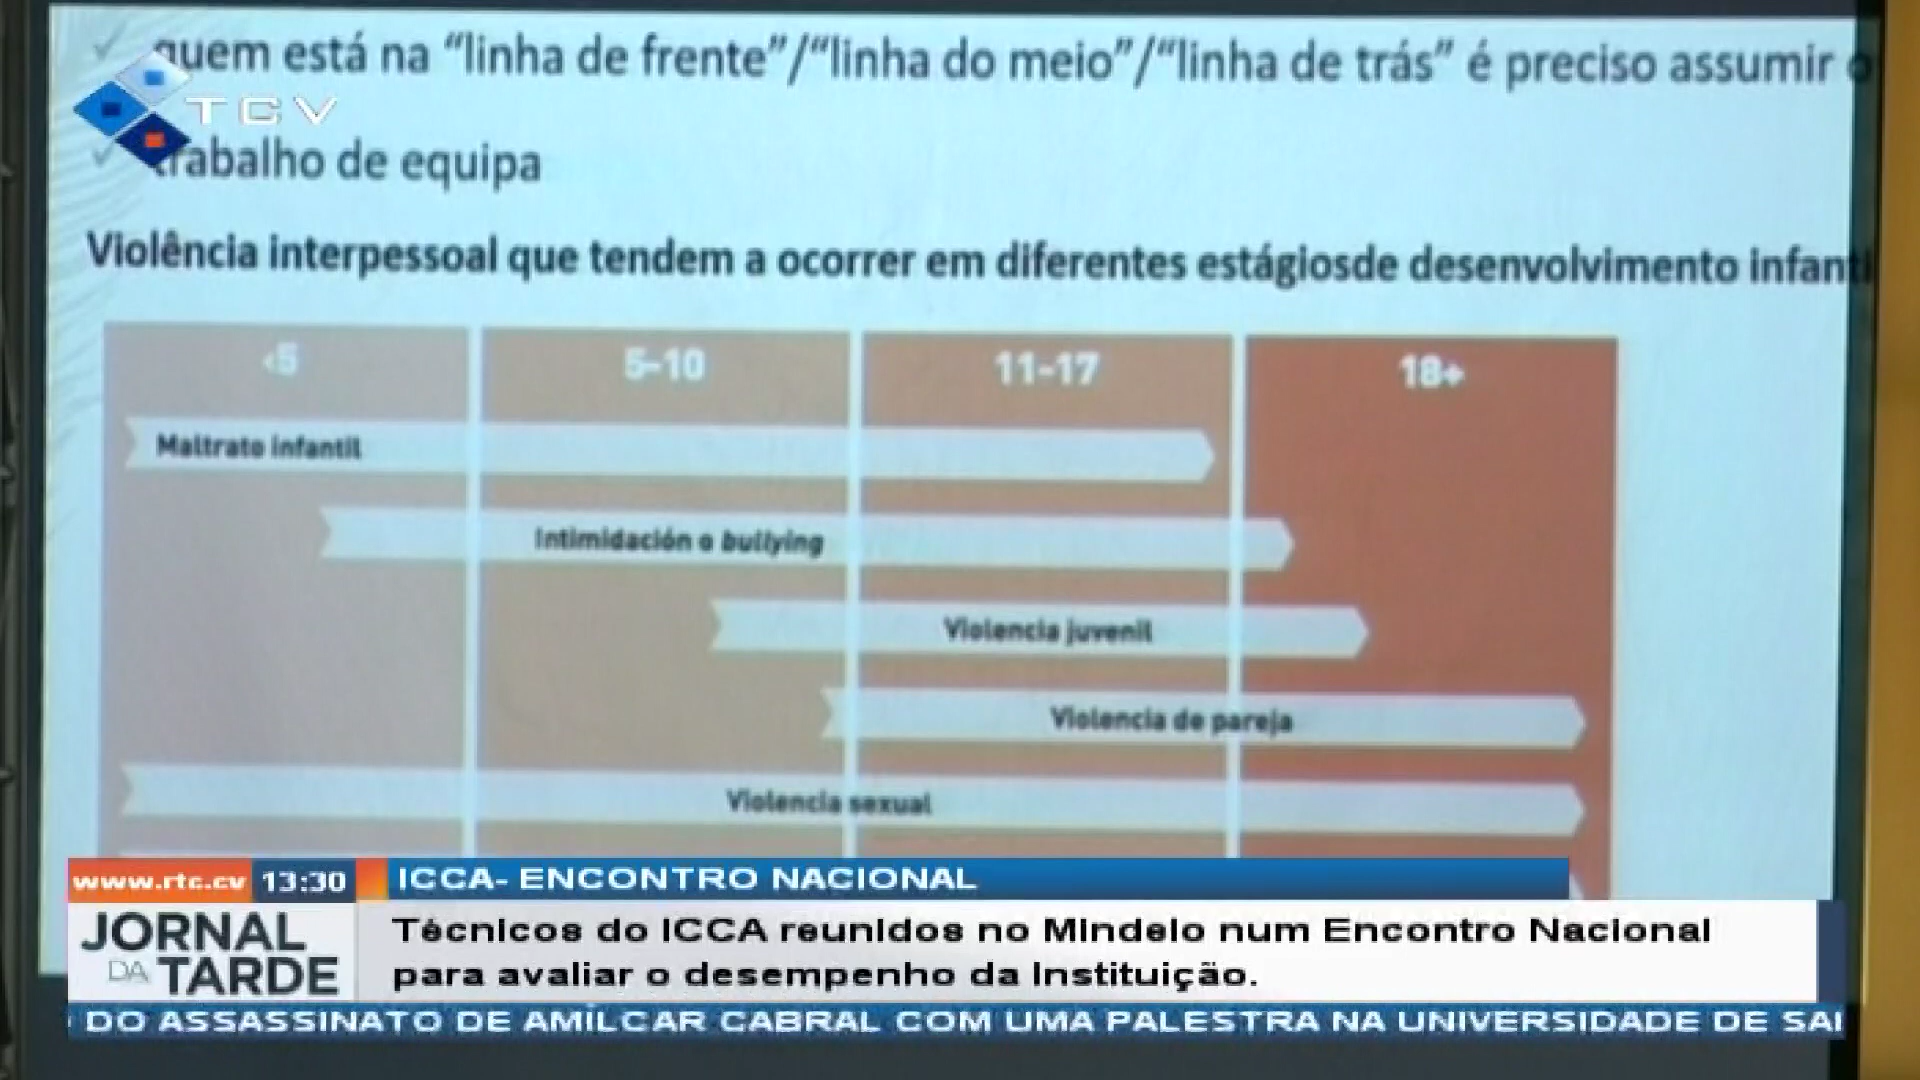 quem está na “linha de frente”/“linha do meio”/“linha de trás” é preciso assumir o
TCV
trabalho de equipa
Violência interpessoal que tendem a ocorrer em diferentes estágiosde desenvolvimento infanti
<5 5-10 11-17 18+
Maltrato infantil
Intimidación o bullying
Violencia juvenil
Violencia de pareja
Violencia sexual
www.rtc.cv 13:30 ICCA- ENCONTRO NACIONAL
JORNAL DA TARDE
Técnicos do ICCA reunidos no Mindelo num Encontro Nacional
para avaliar o desempenho da Instituição.
DO ASSASSINATO DE AMÍLCAR CABRAL COM UMA PALESTRA NA UNIVERSIDADE DE SAI